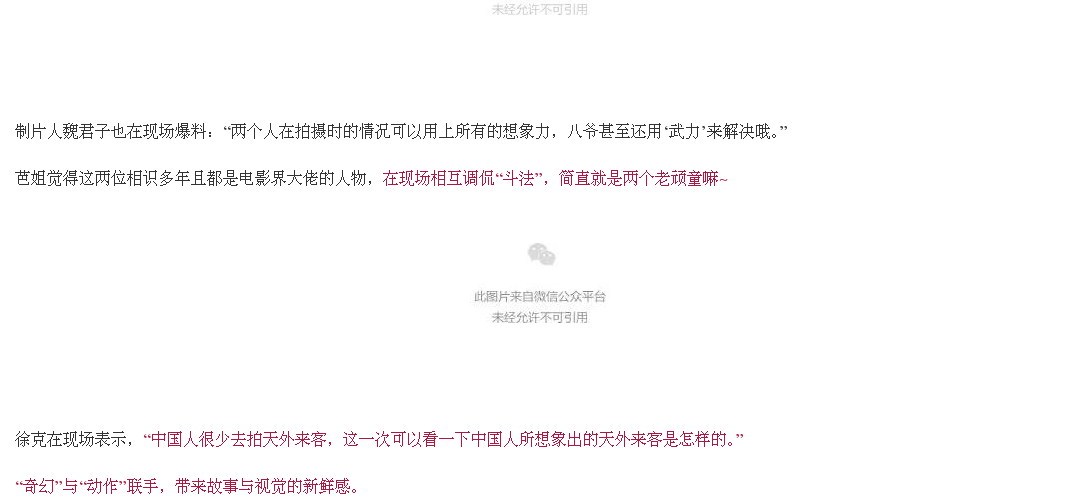 未经允许不可引用
制片人魏君子也在现场爆料：“两个人在拍摄时的情况可以用上所有的想象力，八爷甚至还用‘武力’来解决哦。”
芭姐觉得这两位相识多年且都是电影界大佬的人物，在现场相互调侃“斗法”，简直就是两个老顽童嘛~
此图片来自微信公众平台
未经允许不可引用
徐克在现场表示，“中国人很少去拍天外来客，这一次可以看一下中国人所想象出的天外来客是怎样的。”
“奇幻”与“动作”联手，带来故事与视觉的新鲜感。